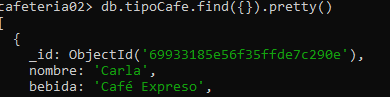 cafeteria02> db.tipoCafe.find({}).pretty()
[
  {
    _id: ObjectId('69933185e56f35ffde7c290e'),
    nombre: 'Carla',
    bebida: 'Café Expreso',